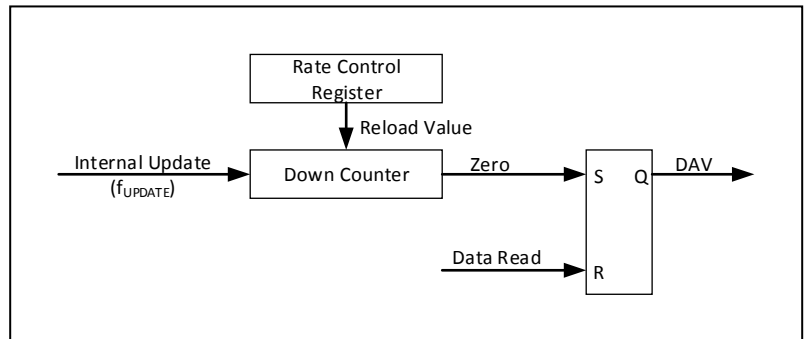 Rate Control
Register
Reload Value
Internal Update
(fUPDATE)
Down Counter
Zero
S
Q
DAV
Data Read
R